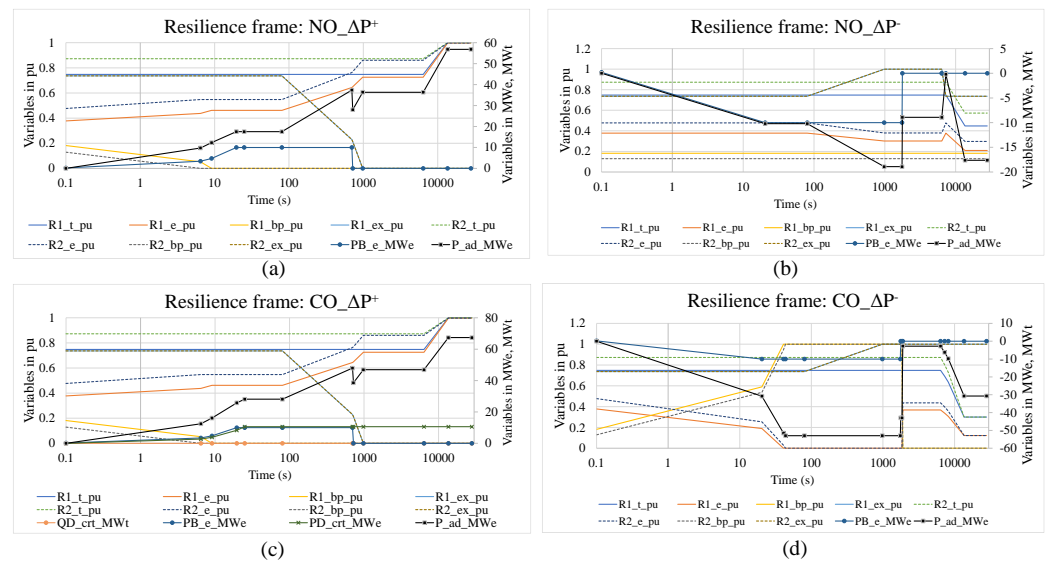 Resilience frame: NO_ΔP⁺
Variables in pu
1
0.8
0.6
0.4
0.2
0
60
50
40
30
20
10
0
Variables in MWe, MWt
0.1 1 10 100 1000 10000
Time (s)
R1_t_pu R1_e_pu R1_bp_pu R1_ex_pu R2_t_pu
R2_e_pu R2_bp_pu R2_ex_pu PB_e_MWe P_ad_MWe
(a)
Resilience frame: NO_ΔP⁻
Variables in pu
1.2
1
0.8
0.6
0.4
0.2
0
5
0
-5
-10
-15
-20
Variables in MWe, MWt
0.1 1 10 100 1000 10000
Time (s)
R1_t_pu R1_e_pu R1_bp_pu R1_ex_pu R2_t_pu
R2_e_pu R2_bp_pu R2_ex_pu PB_e_MWe P_ad_MWe
(b)
Resilience frame: CO_ΔP⁺
Variables in pu
1
0.8
0.6
0.4
0.2
0
80
60
40
20
0
Variables in MWe, MWt
0.1 1 10 100 1000 10000
Time (s)
R1_t_pu R1_e_pu R1_bp_pu R1_ex_pu
R2_t_pu R2_e_pu R2_bp_pu R2_ex_pu
QD_crt_MWt PB_e_MWe PD_crt_MWe P_ad_MWe
(c)
Resilience frame: CO_ΔP⁻
Variables in pu
1.2
1
0.8
0.6
0.4
0.2
0
10
0
-10
-20
-30
-40
-50
-60
Variables in MWe, MWt
0.1 1 10 100 1000 10000
Time (s)
R1_t_pu R1_e_pu R1_bp_pu R1_ex_pu R2_t_pu
R2_e_pu R2_bp_pu R2_ex_pu PB_e_MWe P_ad_MWe
(d)